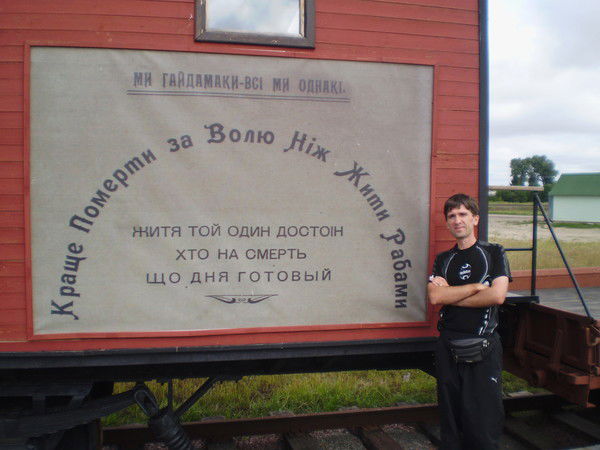 МИ ГАЙДАМАКИ-ВСІ МИ ОДНАКІ.
Краще Померти за Волю Ніж Жити Рабами
ЖИТЯ ТОЙ ОДИН ДОСТОІН
ХТО НА СМЕРТЬ
ЩО ДНЯ ГОТОВЫЙ